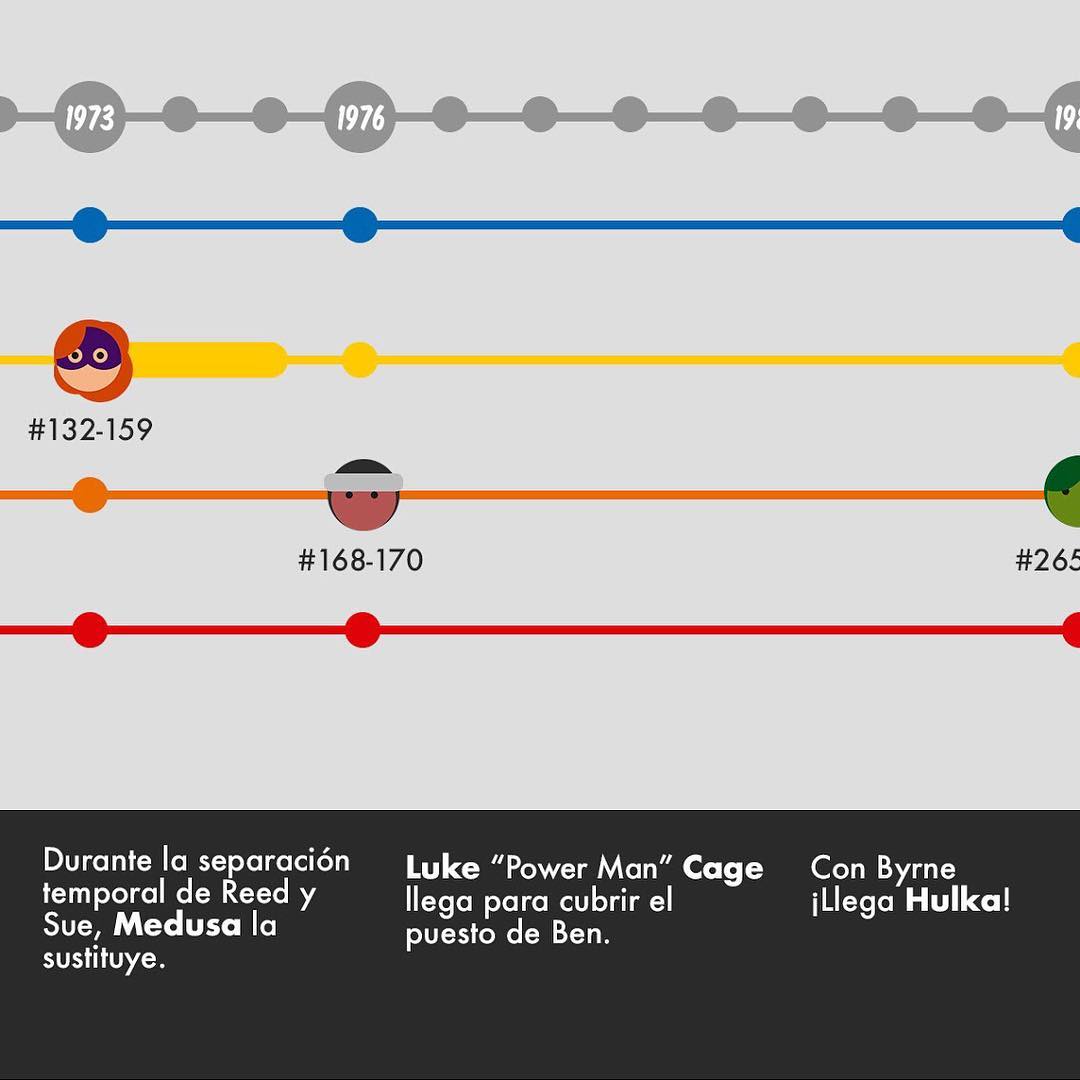 1973
1976
198
#132-159
#168-170
#265
Durante la separación
temporal de Reed y
Sue, Medusa la
sustituye.
Luke “Power Man” Cage
llega para cubrir el
puesto de Ben.
Con Byrne
¡Llega Hulka!